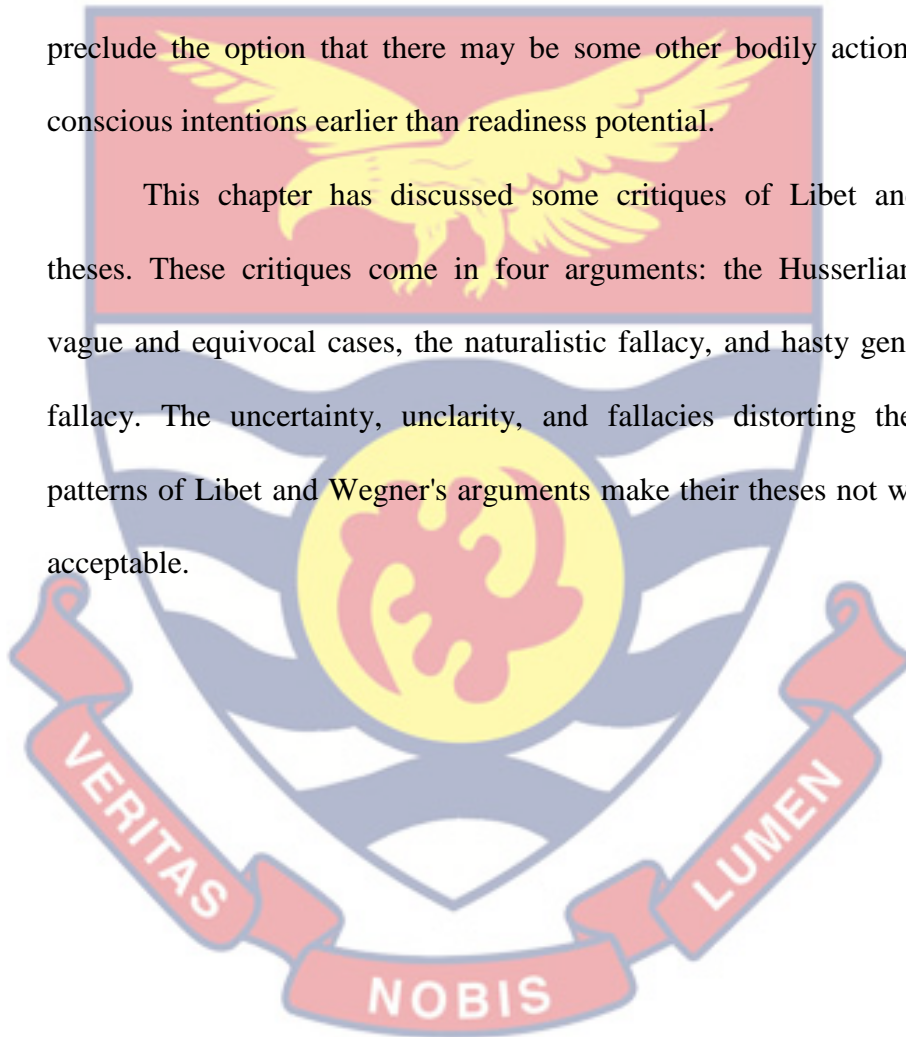 preclude the option that there may be some other bodily action
conscious intentions earlier than readiness potential.
This chapter has discussed some critiques of Libet and
theses. These critiques come in four arguments: the Husserlian
vague and equivocal cases, the naturalistic fallacy, and hasty gen
fallacy. The uncertainty, unclarity, and fallacies distorting the
patterns of Libet and Wegner's arguments make their theses not w
acceptable.
VERITAS
NOBIS
LUMEN